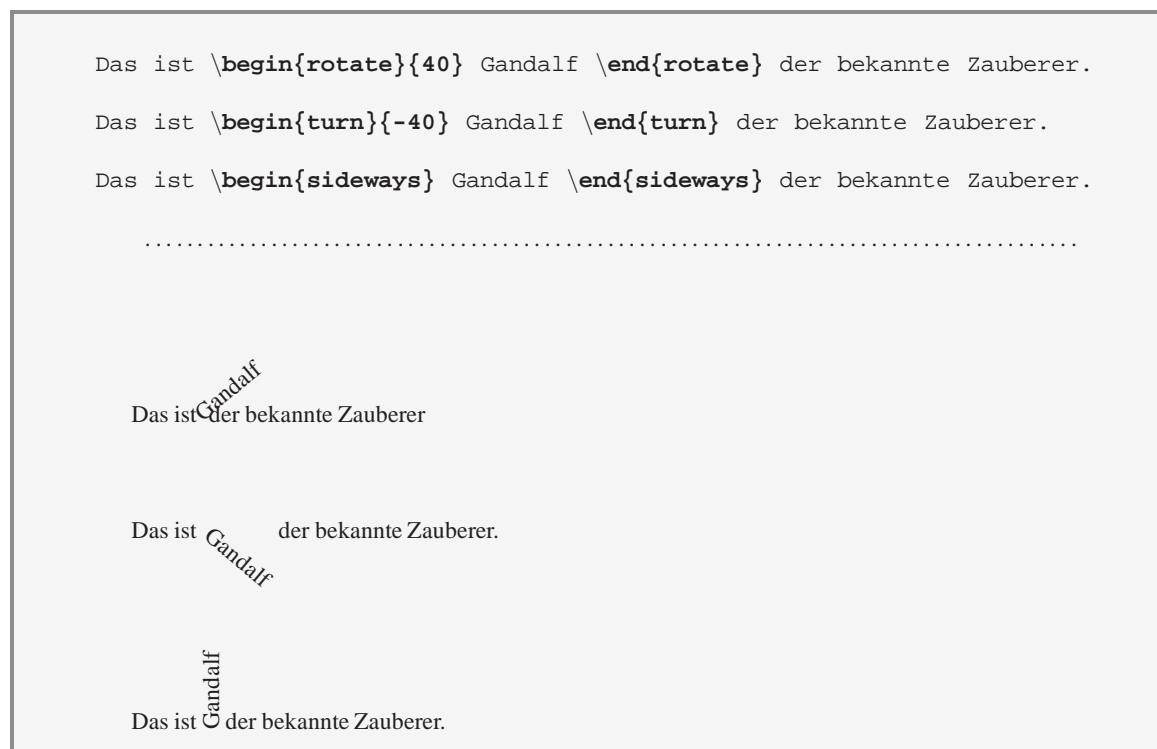 Das ist \begin{rotate}{40} Gandalf \end{rotate} der bekannte Zauberer.
Das ist \begin{turn}{-40} Gandalf \end{turn} der bekannte Zauberer.
Das ist \begin{sideways} Gandalf \end{sideways} der bekannte Zauberer.
Das ist Gandalf der bekannte Zauberer
Das ist Gandalf der bekannte Zauberer.
Das ist Gandalf der bekannte Zauberer.